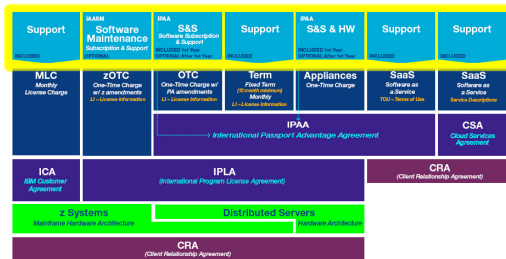 Support
INCLUDED
IAASM
Software
Maintenance
Subscription & Support
OPTIONAL
IPAA
S&S
Software Subscription
& Support
INCLUDED 1st Year
OPTIONAL After 1st Year
Support
INCLUDED
IPAA
S&S & HW
INCLUDED 1st Year
OPTIONAL After 1st Year
Support
INCLUDED
Support
INCLUDED
MLC
Monthly
License Charge
zOTC
One-Time Charge
w/ z amendments
LI – License Information
OTC
One-Time Charge w/
PA amendments
LI – License Information
Term
Fixed Term
(12 month minimum)
Monthly
LI – License Information
Appliances
One-Time Charge
SaaS
Software as
a Service
TOU – Terms of Use
SaaS
Software as
a Service
Service Descriptions
IPAA
International Passport Advantage Agreement
CSA
Cloud Services
Agreement
ICA
IBM Customer
Agreement
IPLA
(International Program License Agreement)
CRA
(Client Relationship Agreement)
z Systems
Mainframe Hardware Architecture
Distributed Servers
Hardware Architecture
CRA
(Client Relationship Agreement)